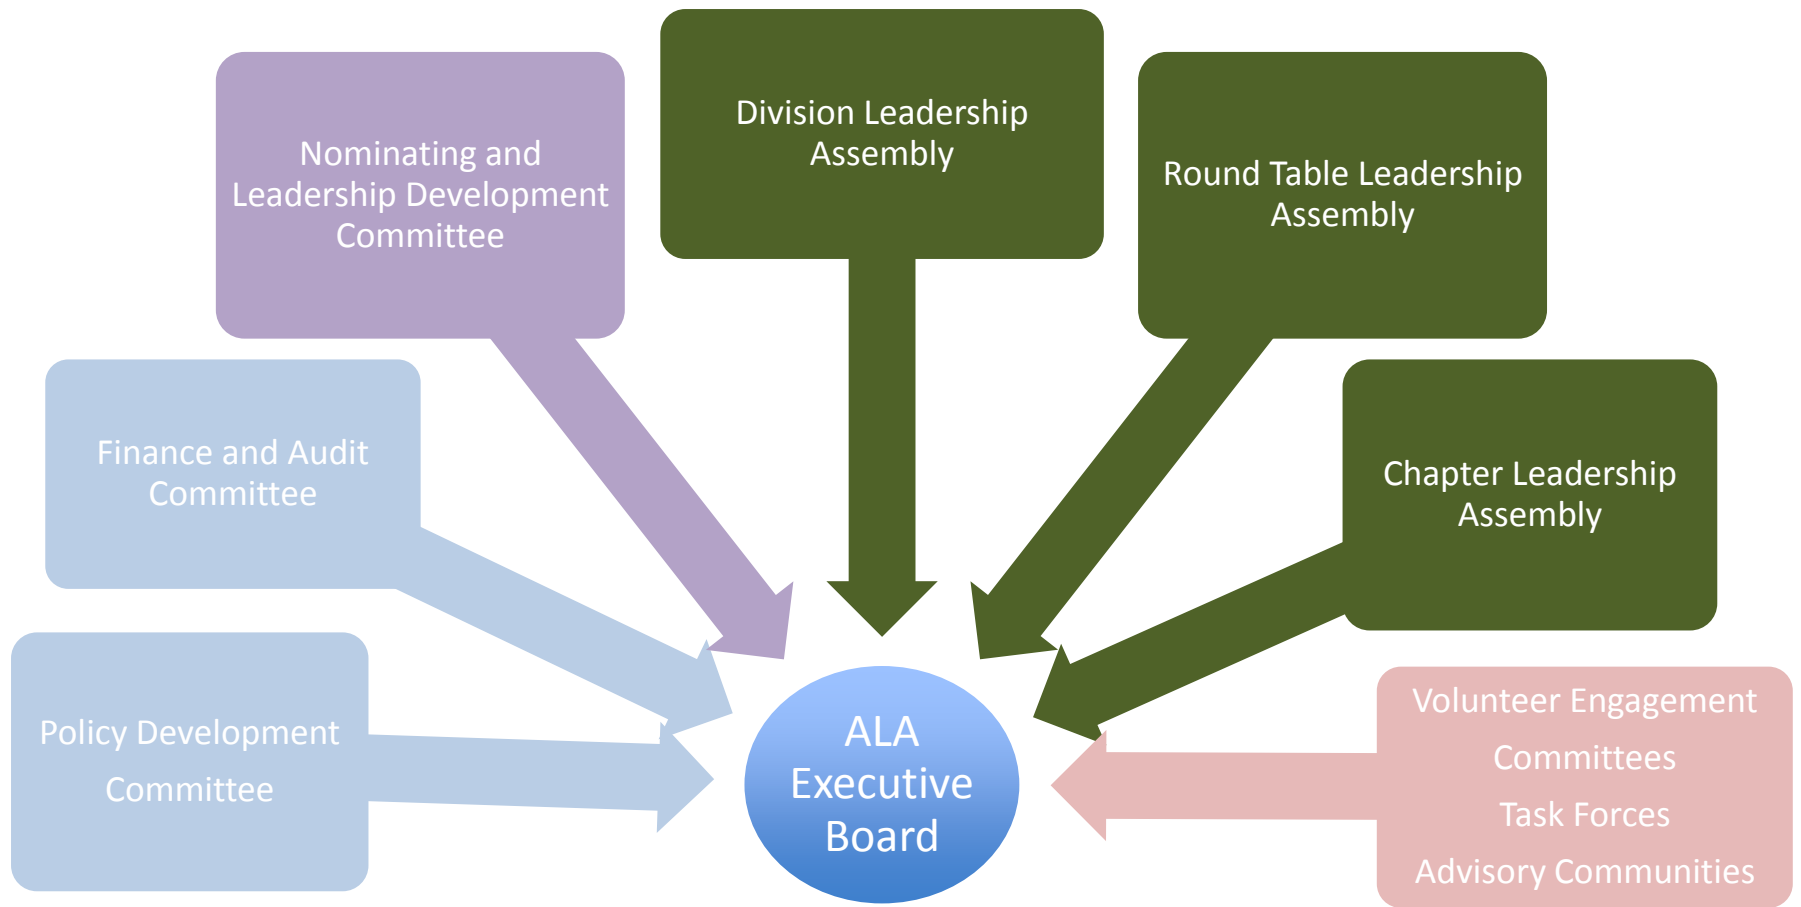 Division Leadership
Assembly
Nominating and
Leadership Development
Committee
Round Table Leadership
Assembly
Finance and Audit
Committee
Chapter Leadership
Assembly
Policy Development
Committee
ALA
Executive
Board
Volunteer Engagement
Committees
Task Forces
Advisory Communities